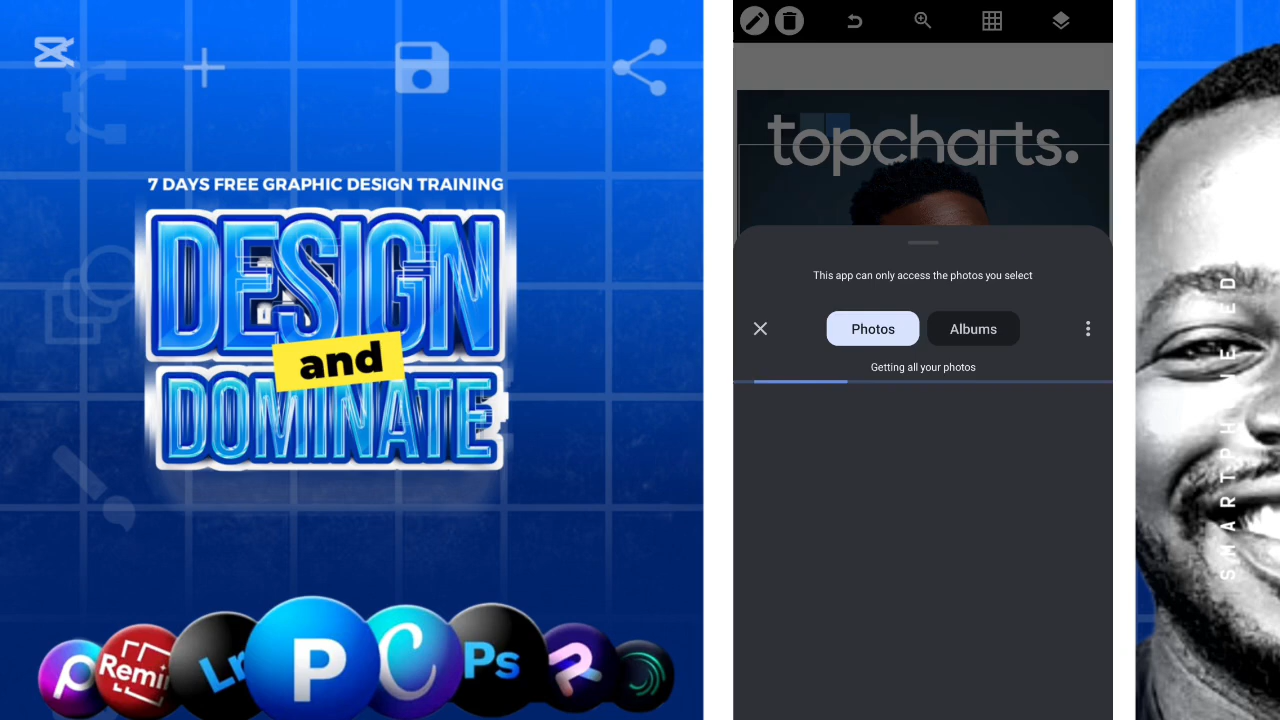 7 DAYS FREE GRAPHIC DESIGN TRAINING
DESIGN
and
DOMINATE
Remi
Lr
P
C
Ps
topcharts.
This app can only access the photos you select
Photos
Albums
Getting all your photos